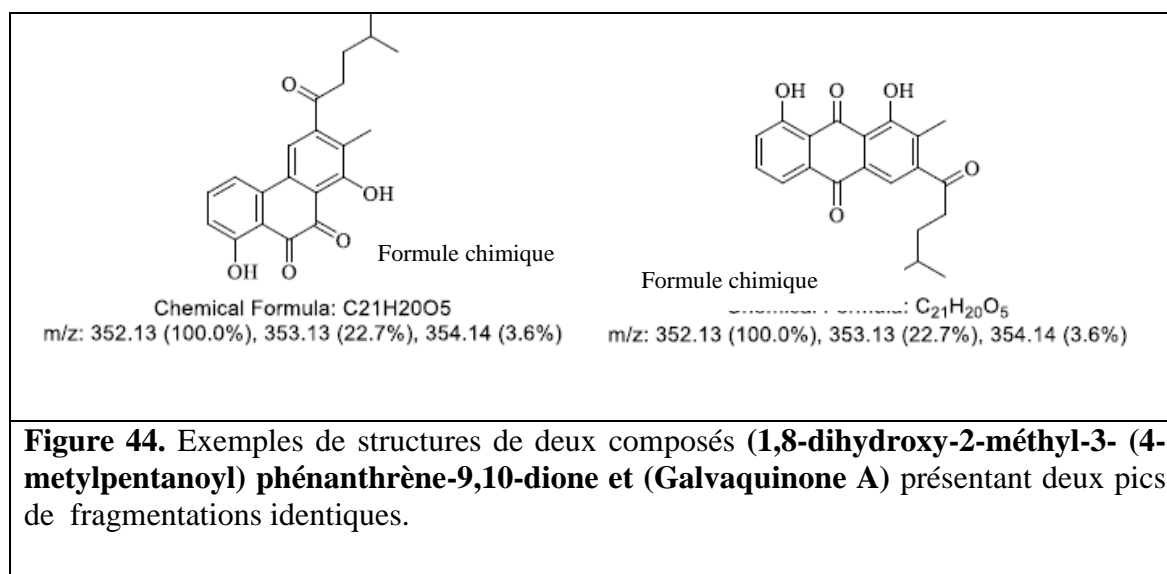 O
OH
O
O
OH
Formule chimique
Chemical Formula: C21H20O5
m/z: 352.13 (100.0%), 353.13 (22.7%), 354.14 (3.6%)
OH
O
OH
O
O
Formule chimique
: C₂₁H₂₀O₅
m/z: 352.13 (100.0%), 353.13 (22.7%), 354.14 (3.6%)
Figure 44. Exemples de structures de deux composés (1,8-dihydroxy-2-méthyl-3- (4-
metylpentanoyl) phénanthrène-9,10-dione et (Galvaquinone A) présentant deux pics
de fragmentations identiques.